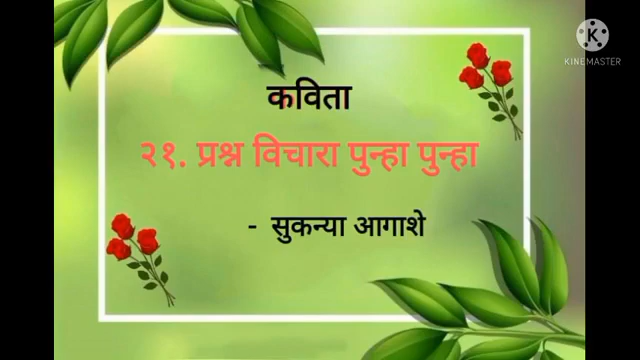 KINEMASTER
कविता
२१. प्रश्न विचारा पुन्हा पुन्हा
- सुकन्या आगाशे